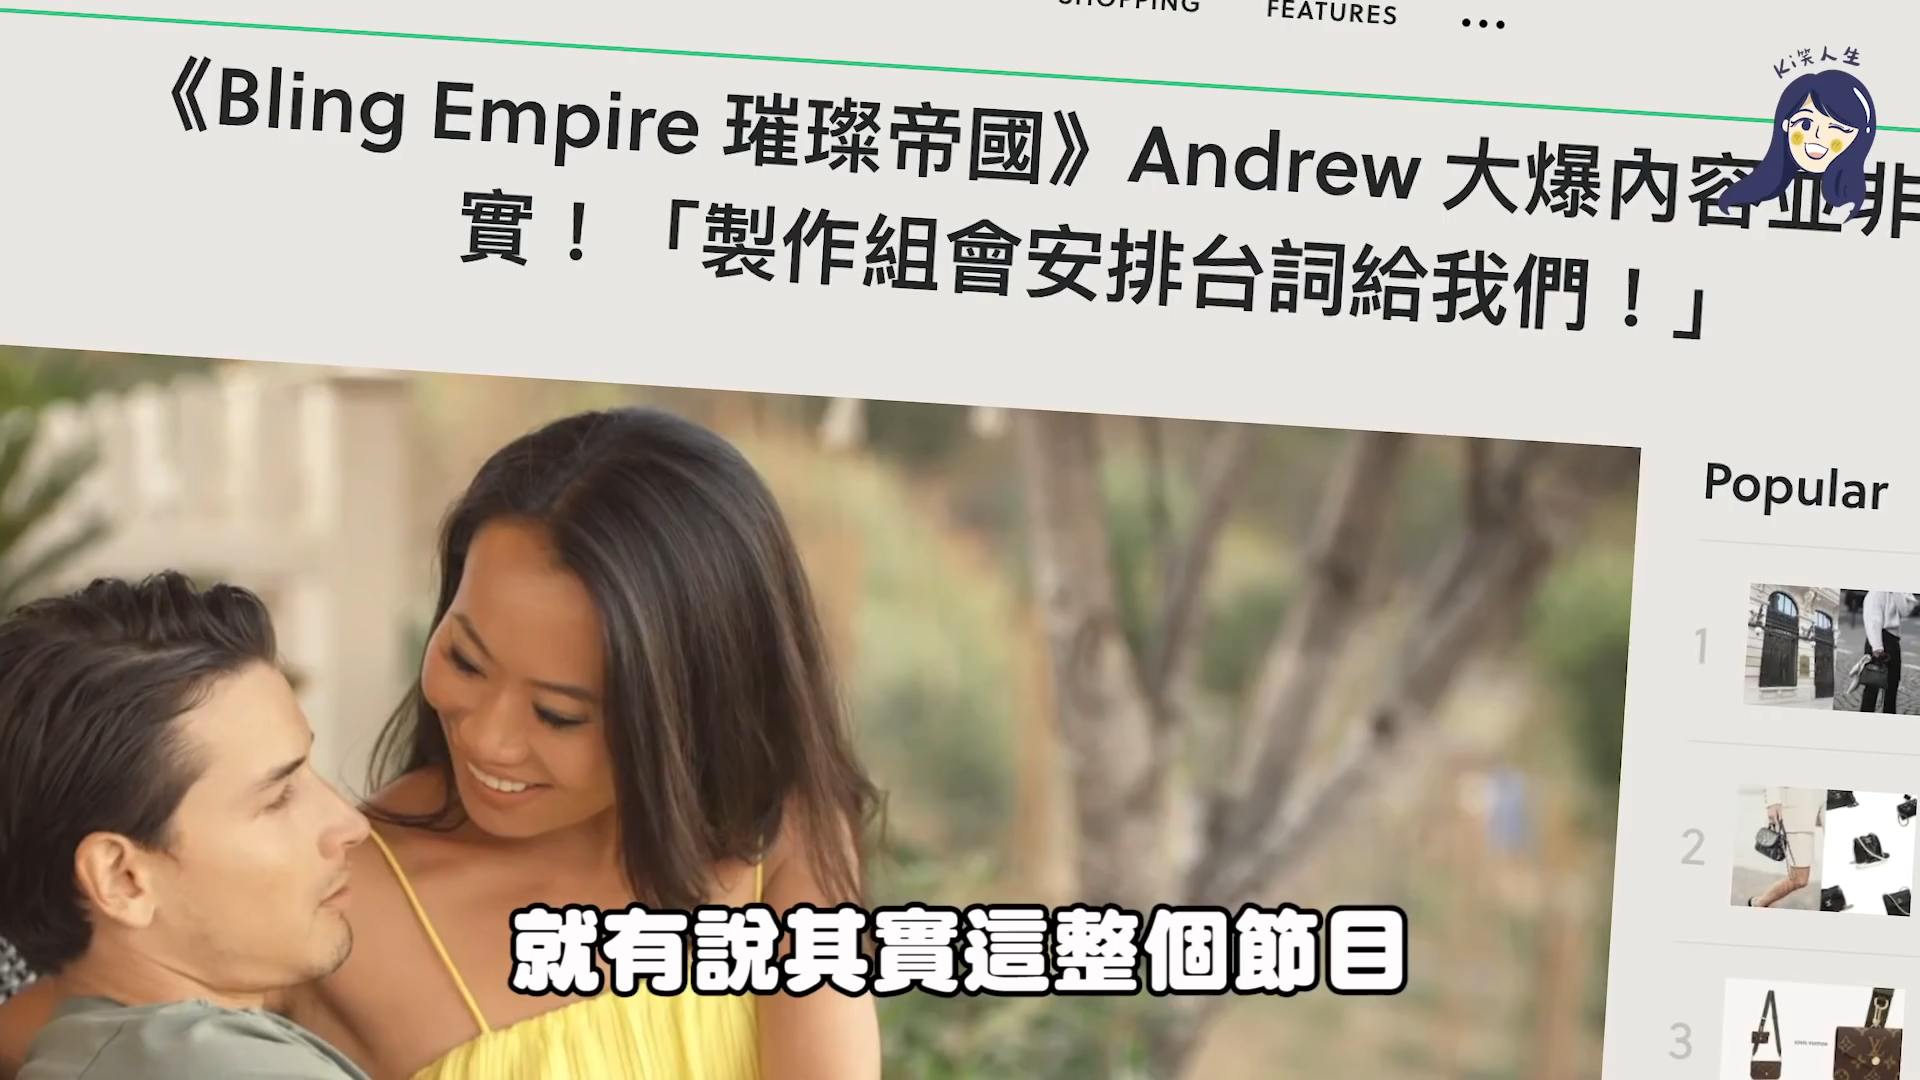 SHOPPING
FEATURES
Ki笑人生
《Bling Empire 璀璨帝國》Andrew 大爆內容並非
實！「製作組會安排台詞給我們！」
Popular
1
2
3
就有說其實這整個節目